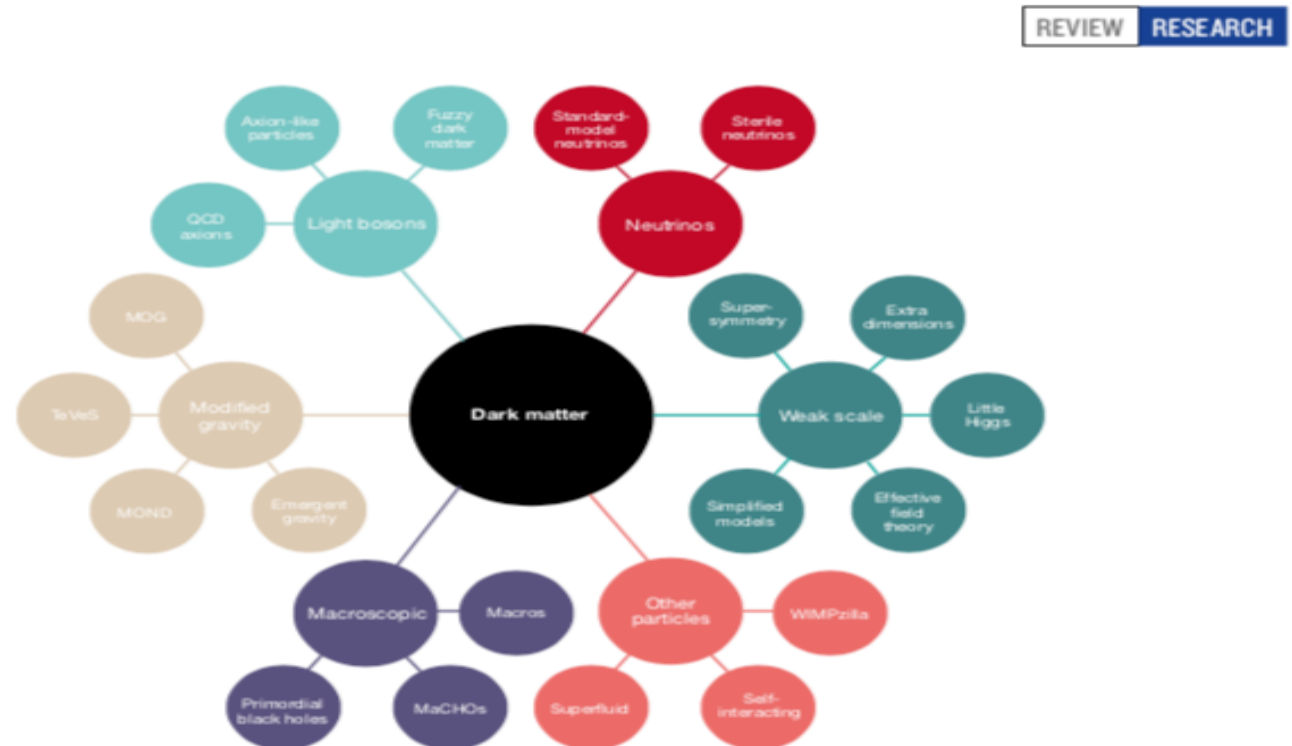 REVIEW RESEARCH
Axion-like
particles
Fuzzy
dark
matter
Standard-
model
neutrinos
Sterile
neutrinos
QCD
axions
Light bosons
Neutrinos
MOG
Super-
symmetry
Extra
dimensions
TeVeS
Modified
gravity
Dark matter
Weak scale
Little
Higgs
MOND
Emergent
gravity
Simplified
models
Effective
field
theory
Macroscopic
Macros
Other
particles
WIMPzilla
Primordial
black holes
MaCHOs
Superfluid
Self-
interacting